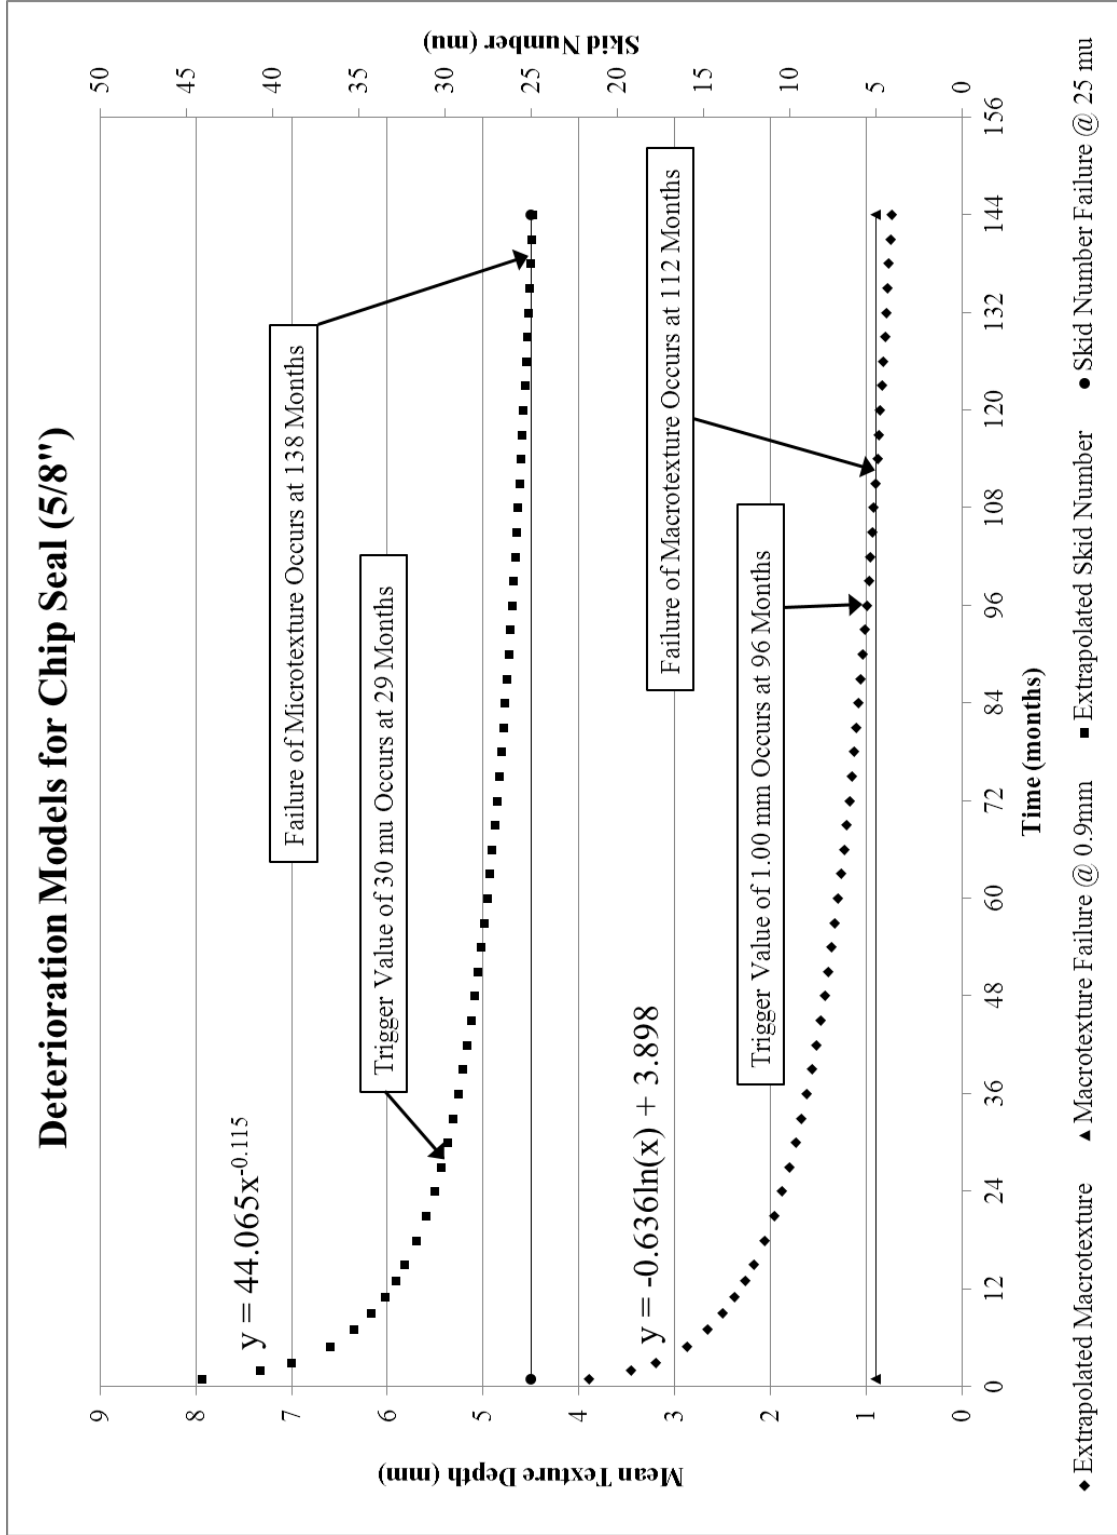 Deterioration Models for Chip Seal (5/8")
Mean Texture Depth (mm)
9
8
7
6
5
4
3
2
1
0
y = 44.065x^-0.115
y = -0.636ln(x) + 3.898
Trigger Value of 30 mu Occurs at 29 Months
Failure of Microtexture Occurs at 138 Months
Trigger Value of 1.00 mm Occurs at 96 Months
Failure of Macrotexture Occurs at 112 Months
Skid Number (mu)
50
45
40
35
30
25
20
15
10
5
0
0 12 24 36 48 60 72 84 96 108 120 132 144 156
Time (months)
Extrapolated Macrotexture
Macrotexture Failure @ 0.9mm
Extrapolated Skid Number
Skid Number Failure @ 25 mu